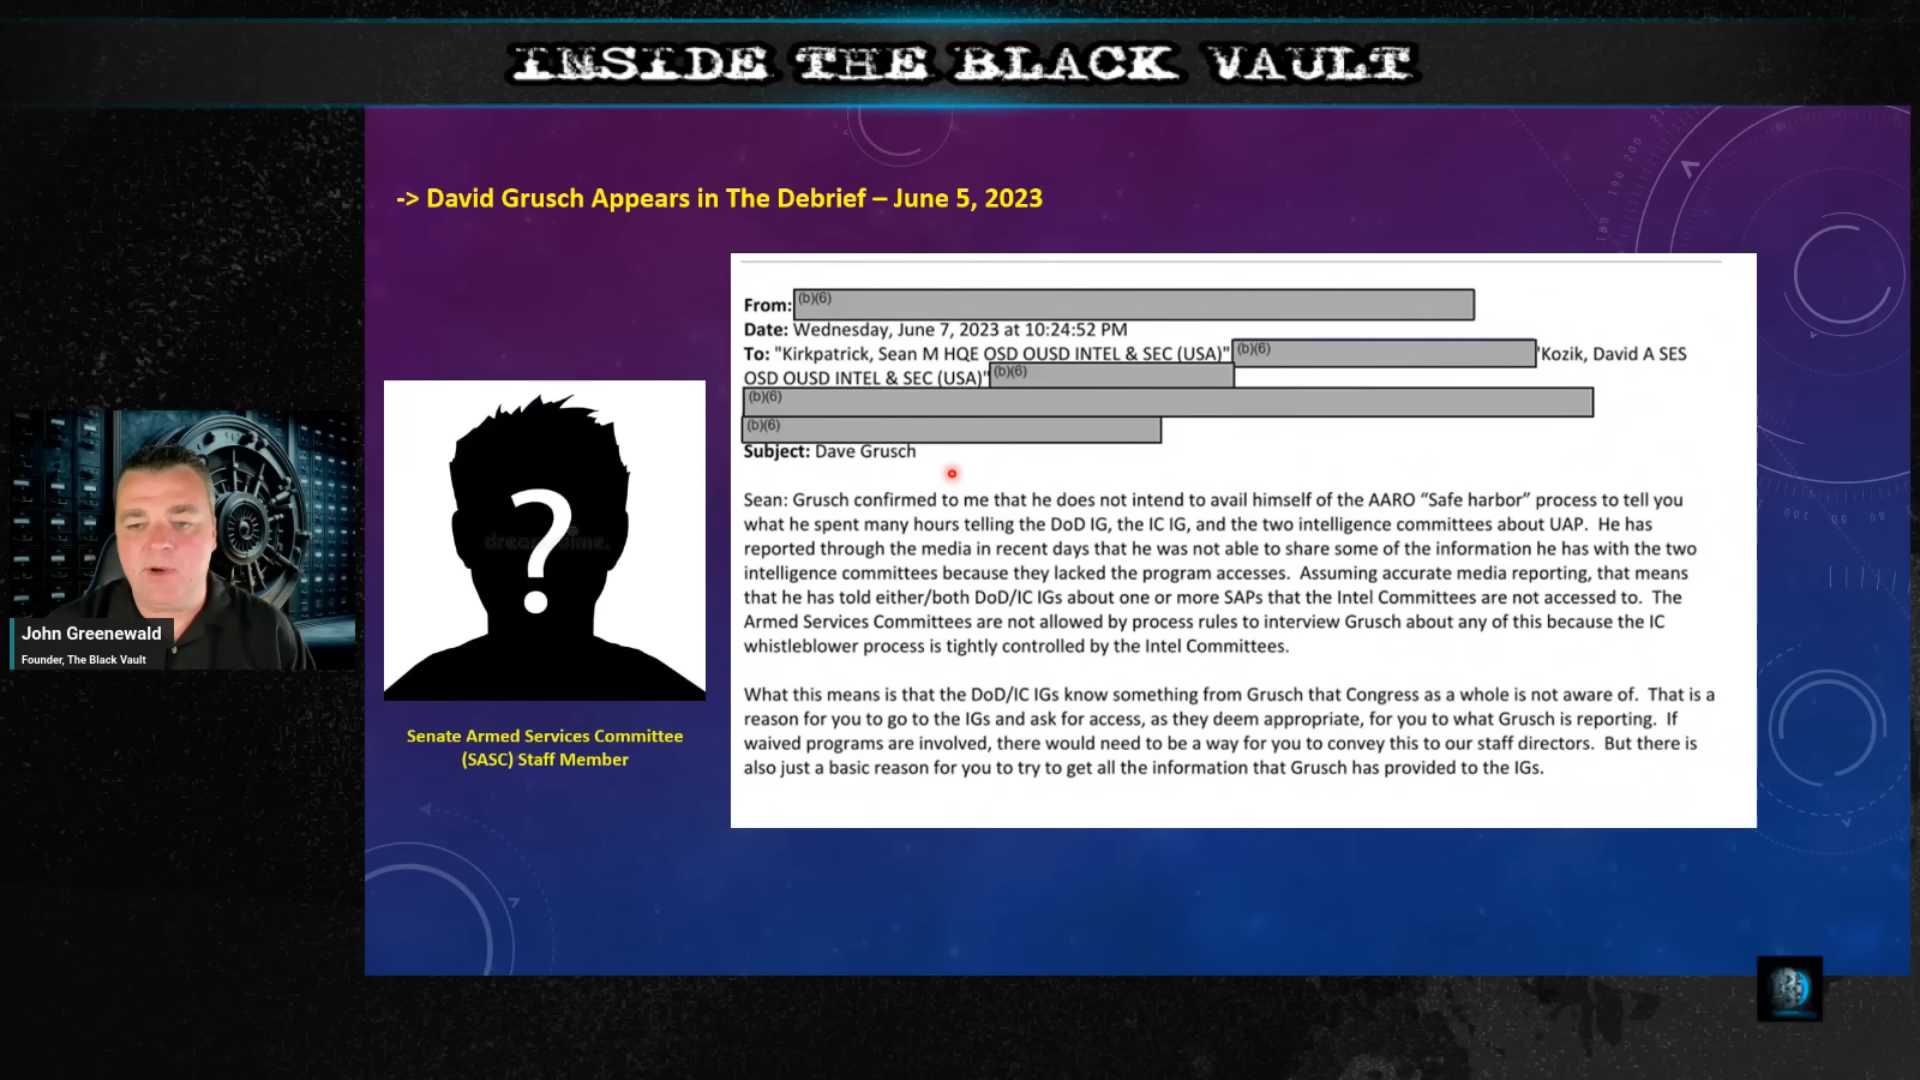 INSIDE THE BLACK VAULT
-> David Grusch Appears in The Debrief – June 5, 2023
From: (b)(6)
Date: Wednesday, June 7, 2023 at 10:24:52 PM
To: "Kirkpatrick, Sean M HQE OSD OUSD INTEL & SEC (USA)" (b)(6) 'Kozik, David A SES
OSD OUSD INTEL & SEC (USA)" (b)(6)
(b)(6)
(b)(6)
Subject: Dave Grusch
Sean: Grusch confirmed to me that he does not intend to avail himself of the AARO “Safe harbor” process to tell you
what he spent many hours telling the DoD IG, the IC IG, and the two intelligence committees about UAP. He has
reported through the media in recent days that he was not able to share some of the information he has with the two
intelligence committees because they lacked the program accesses. Assuming accurate media reporting, that means
that he has told either/both DoD/IC IGs about one or more SAPs that the Intel Committees are not accessed to. The
Armed Services Committees are not allowed by process rules to interview Grusch about any of this because the IC
whistleblower process is tightly controlled by the Intel Committees.
What this means is that the DoD/IC IGs know something from Grusch that Congress as a whole is not aware of. That is a
reason for you to go to the IGs and ask for access, as they deem appropriate, for you to what Grusch is reporting. If
waived programs are involved, there would need to be a way for you to convey this to our staff directors. But there is
also just a basic reason for you to try to get all the information that Grusch has provided to the IGs.
?
Senate Armed Services Committee
(SASC) Staff Member
John Greenewald
Founder, The Black Vault